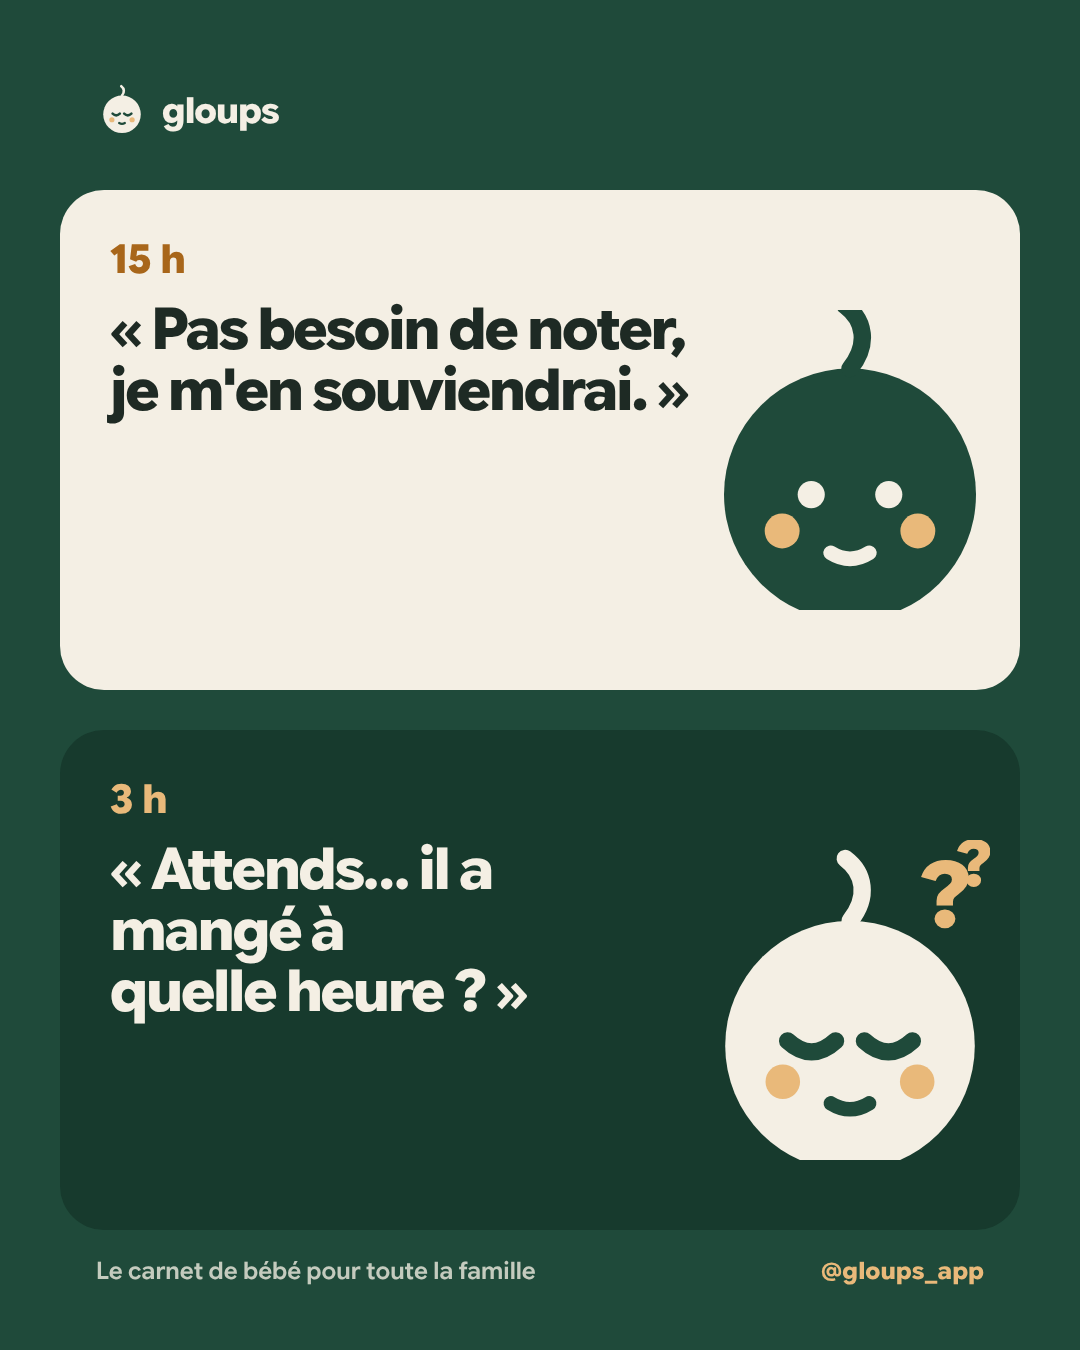 gloups
15 h
« Pas besoin de noter,
je m'en souviendrai. »
3 h
« Attends... il a
mangé à
quelle heure ? »
??
Le carnet de bébé pour toute la famille
@gloups_app